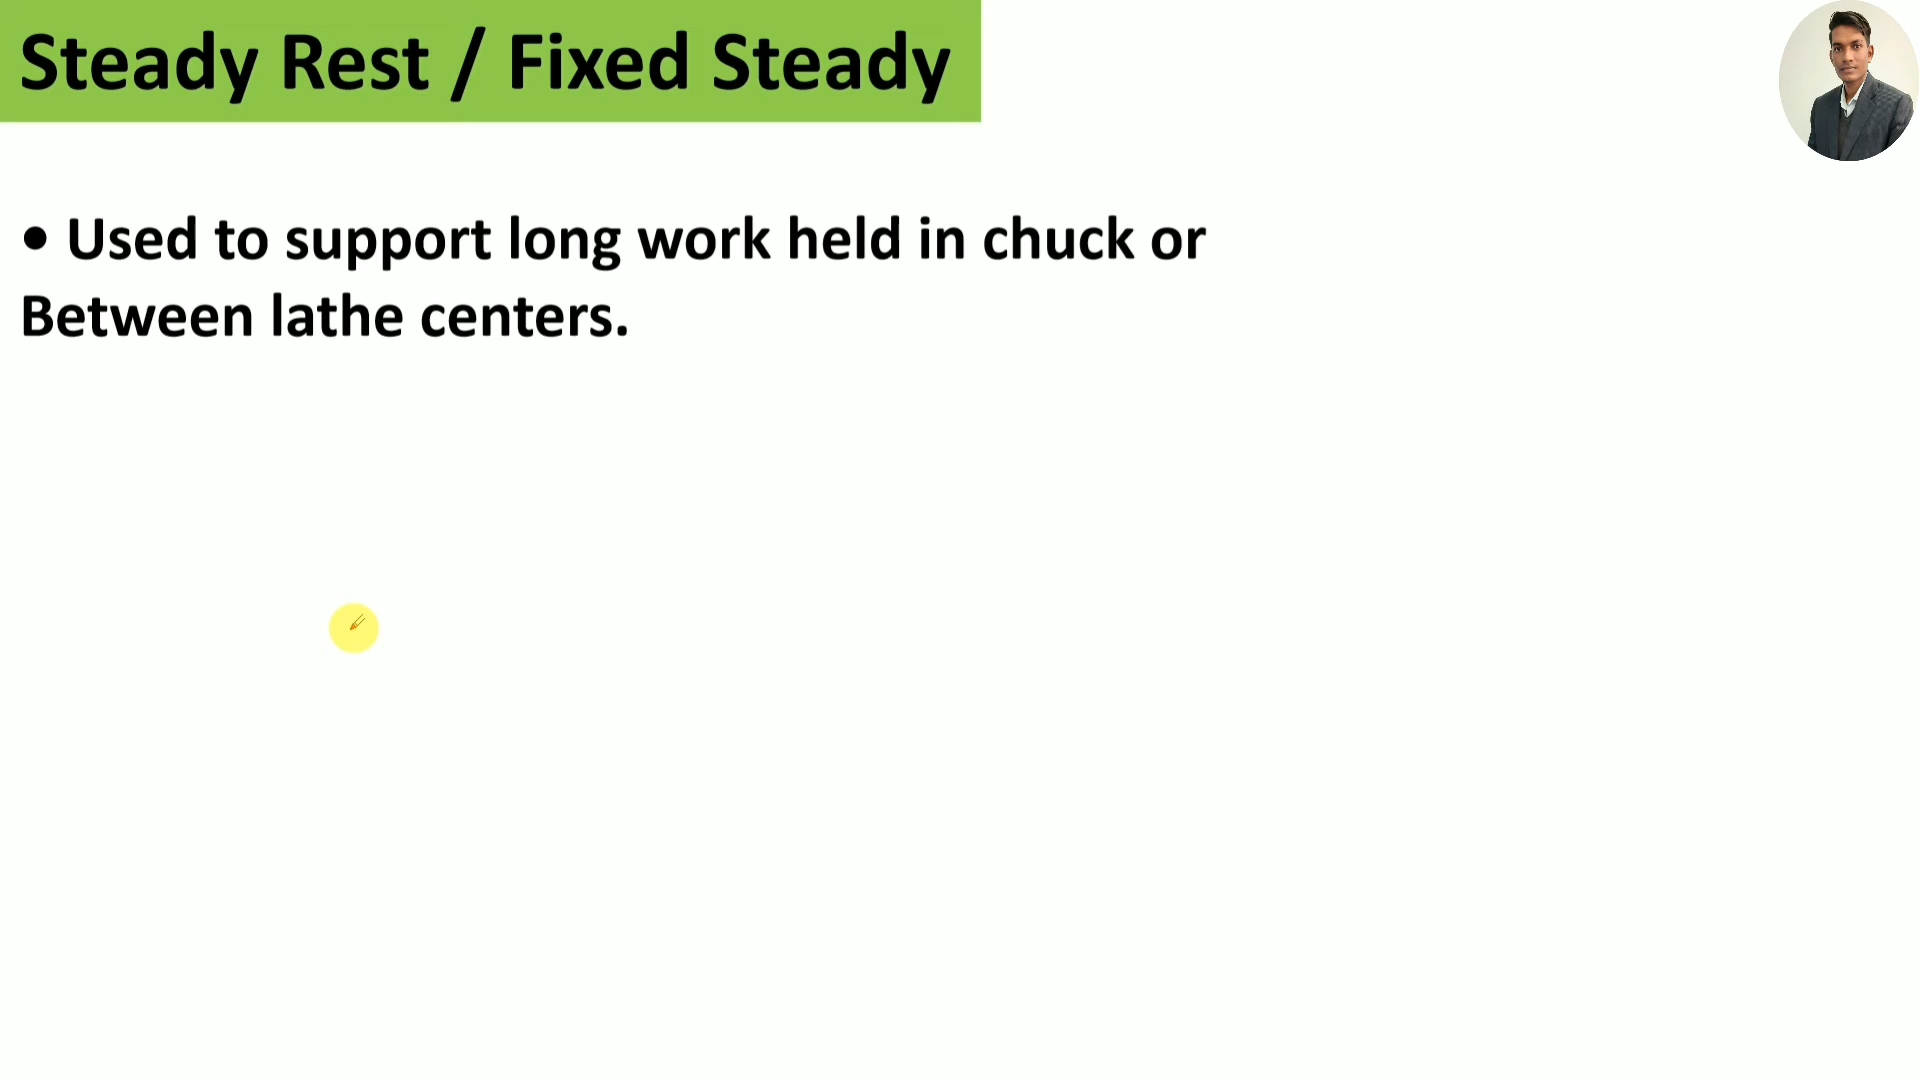 Steady Rest / Fixed Steady
• Used to support long work held in chuck or
Between lathe centers.